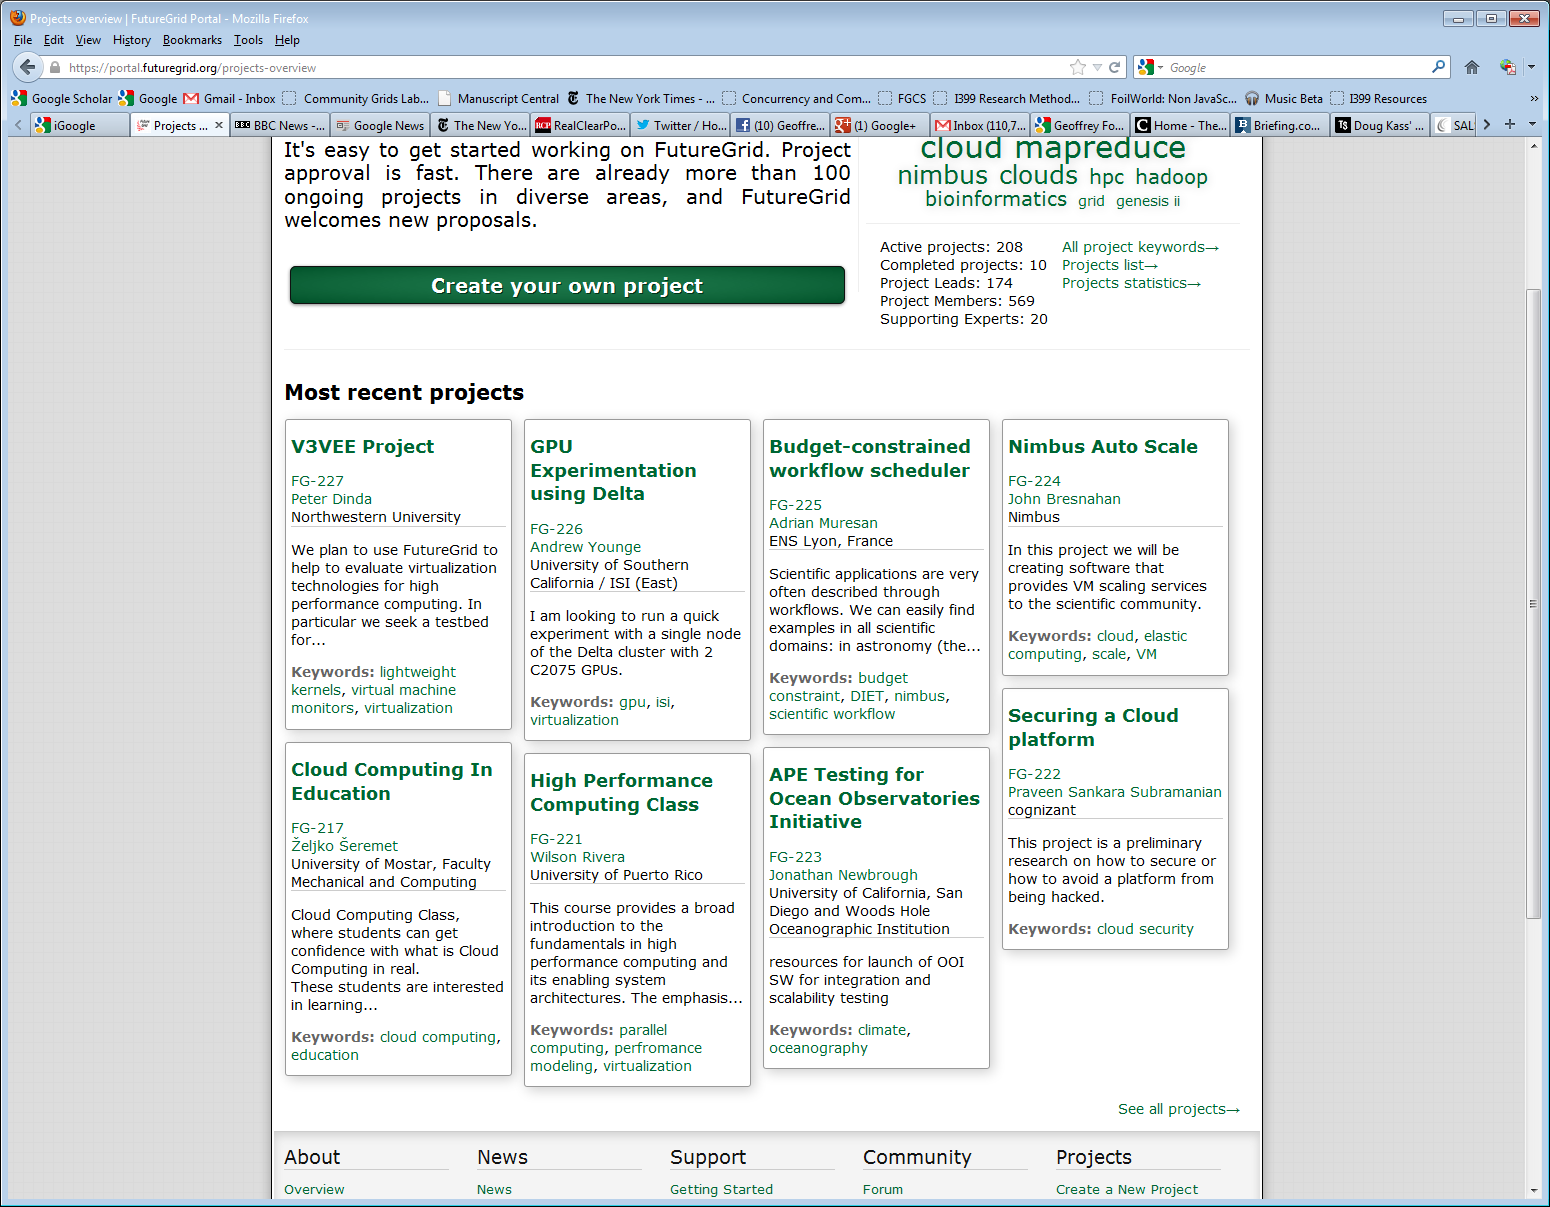 Projects overview | FutureGrid Portal - Mozilla Firefox
File Edit View History Bookmarks Tools Help
https://portal.futuregrid.org/projects-overview
Google
Google Scholar Google Gmail - Inbox Community Grids Lab... Manuscript Central The New York Times - ... Concurrency and Com... FGCS I399 Research Method... FoilWorld: Non JavaSc... Music Beta I399 Resources
iGoogle Projects ... BBC News -... Google News The New Yo... RealClearPo... Twitter / Ho... (10) Geoffre... (1) Google+ Inbox (110,7... Geoffrey Fo... Home - The... Briefing.co... Doug Kass' ... SAL
It's easy to get started working on FutureGrid. Project
approval is fast. There are already more than 100
ongoing projects in diverse areas, and FutureGrid
welcomes new proposals.
Create your own project
cloud mapreduce
nimbus clouds hpc hadoop
bioinformatics grid genesis ii
Active projects: 208
Completed projects: 10
Project Leads: 174
Project Members: 569
Supporting Experts: 20
All project keywords→
Projects list→
Projects statistics→
Most recent projects
V3VEE Project
FG-227
Peter Dinda
Northwestern University
We plan to use FutureGrid to
help to evaluate virtualization
technologies for high
performance computing. In
particular we seek a testbed
for...
Keywords: lightweight
kernels, virtual machine
monitors, virtualization
GPU
Experimentation
using Delta
FG-226
Andrew Younge
University of Southern
California / ISI (East)
I am looking to run a quick
experiment with a single node
of the Delta cluster with 2
C2075 GPUs.
Keywords: gpu, isi,
virtualization
Budget-constrained
workflow scheduler
FG-225
Adrian Muresan
ENS Lyon, France
Scientific applications are very
often described through
workflows. We can easily find
examples in all scientific
domains: in astronomy (the...
Keywords: budget
constraint, DIET, nimbus,
scientific workflow
Nimbus Auto Scale
FG-224
John Bresnahan
Nimbus
In this project we will be
creating software that
provides VM scaling services
to the scientific community.
Keywords: cloud, elastic
computing, scale, VM
Cloud Computing In
Education
FG-217
Željko Šeremet
University of Mostar, Faculty
Mechanical and Computing
Cloud Computing Class,
where students can get
confidence with what is Cloud
Computing in real.
These students are interested
in learning...
Keywords: cloud computing,
education
High Performance
Computing Class
FG-221
Wilson Rivera
University of Puerto Rico
This course provides a broad
introduction to the
fundamentals in high
performance computing and
its enabling system
architectures. The emphasis...
Keywords: parallel
computing, perfromance
modeling, virtualization
APE Testing for
Ocean Observatories
Initiative
FG-223
Jonathan Newbrough
University of California, San
Diego and Woods Hole
Oceanographic Institution
resources for launch of OOI
SW for integration and
scalability testing
Keywords: climate,
oceanography
Securing a Cloud
platform
FG-222
Praveen Sankara Subramanian
cognizant
This project is a preliminary
research on how to secure or
how to avoid a platform from
being hacked.
Keywords: cloud security
See all projects→
About News Support Community Projects
Overview News Getting Started Forum Create a New Project